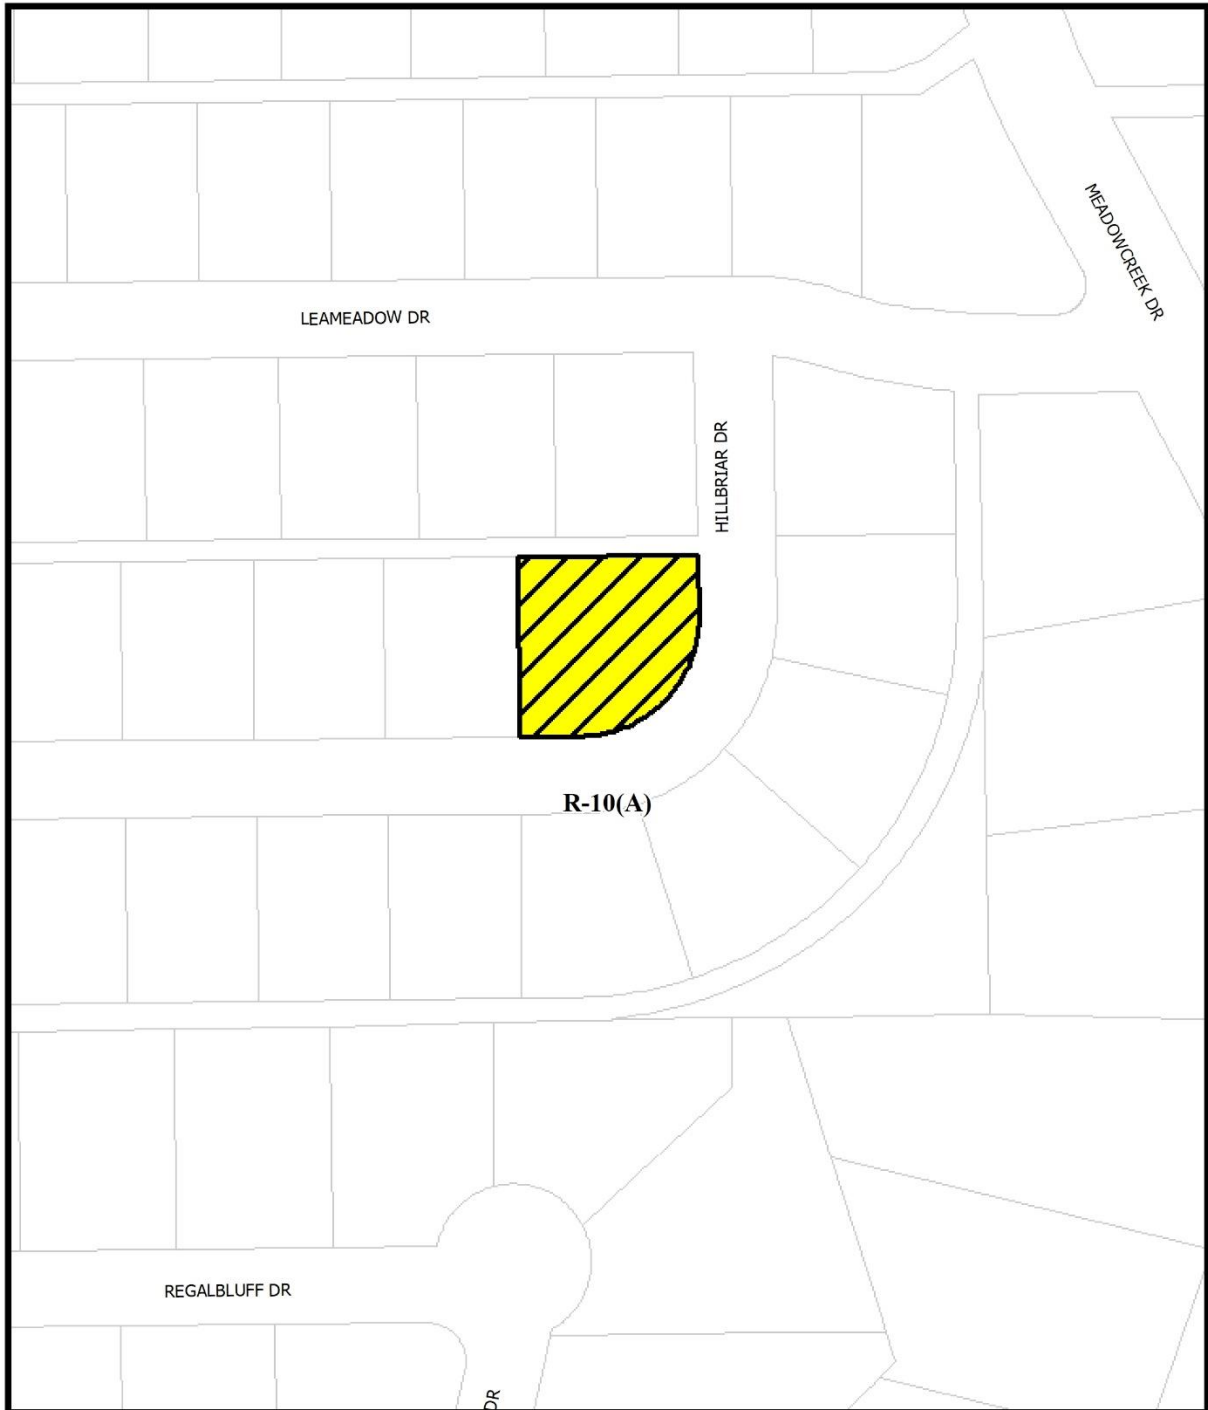 MEADOWCREEK DR
LEAMEADOW DR
HILLBRIAR DR
R-10(A)
REGALBLUFF DR
DR